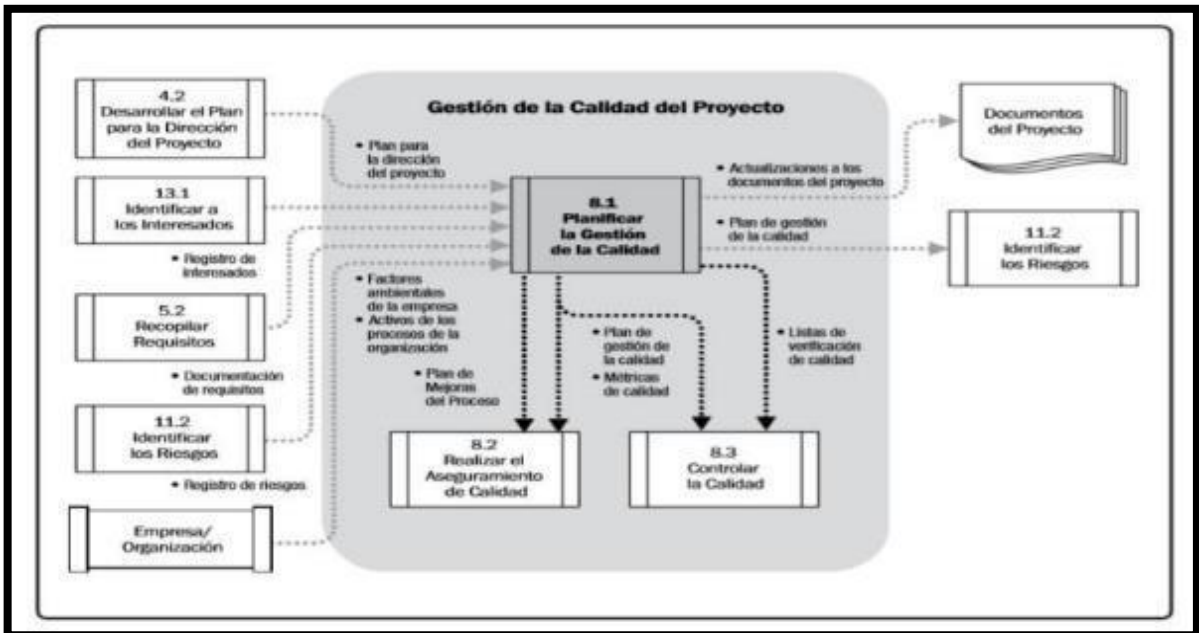 4.2
Desarrollar el Plan
para la Dirección
del Proyecto
13.1
Identificar a
los Interesados
• Registro de
interesados
5.2
Recopilar
Requisitos
• Documentación
de requisitos
11.2
Identificar
los Riesgos
• Registro de riesgos
Empresa/
Organización
Gestión de la Calidad del Proyecto
• Plan para
la dirección
del proyecto
8.1
Planificar
la Gestión
de la Calidad
• Factores
ambientales
de la empresa
• Activos de los
procesos de la
organización
• Plan de
Mejoras
del Proceso
• Plan de
gestión de
la calidad
• Métricas
de calidad
• Listas de
verificación
de calidad
8.2
Realizar el
Aseguramiento
de Calidad
8.3
Controlar
la Calidad
• Actualizaciones a los
documentos del proyecto
• Plan de gestión
de la calidad
Documentos
del Proyecto
11.2
Identificar
los Riesgos